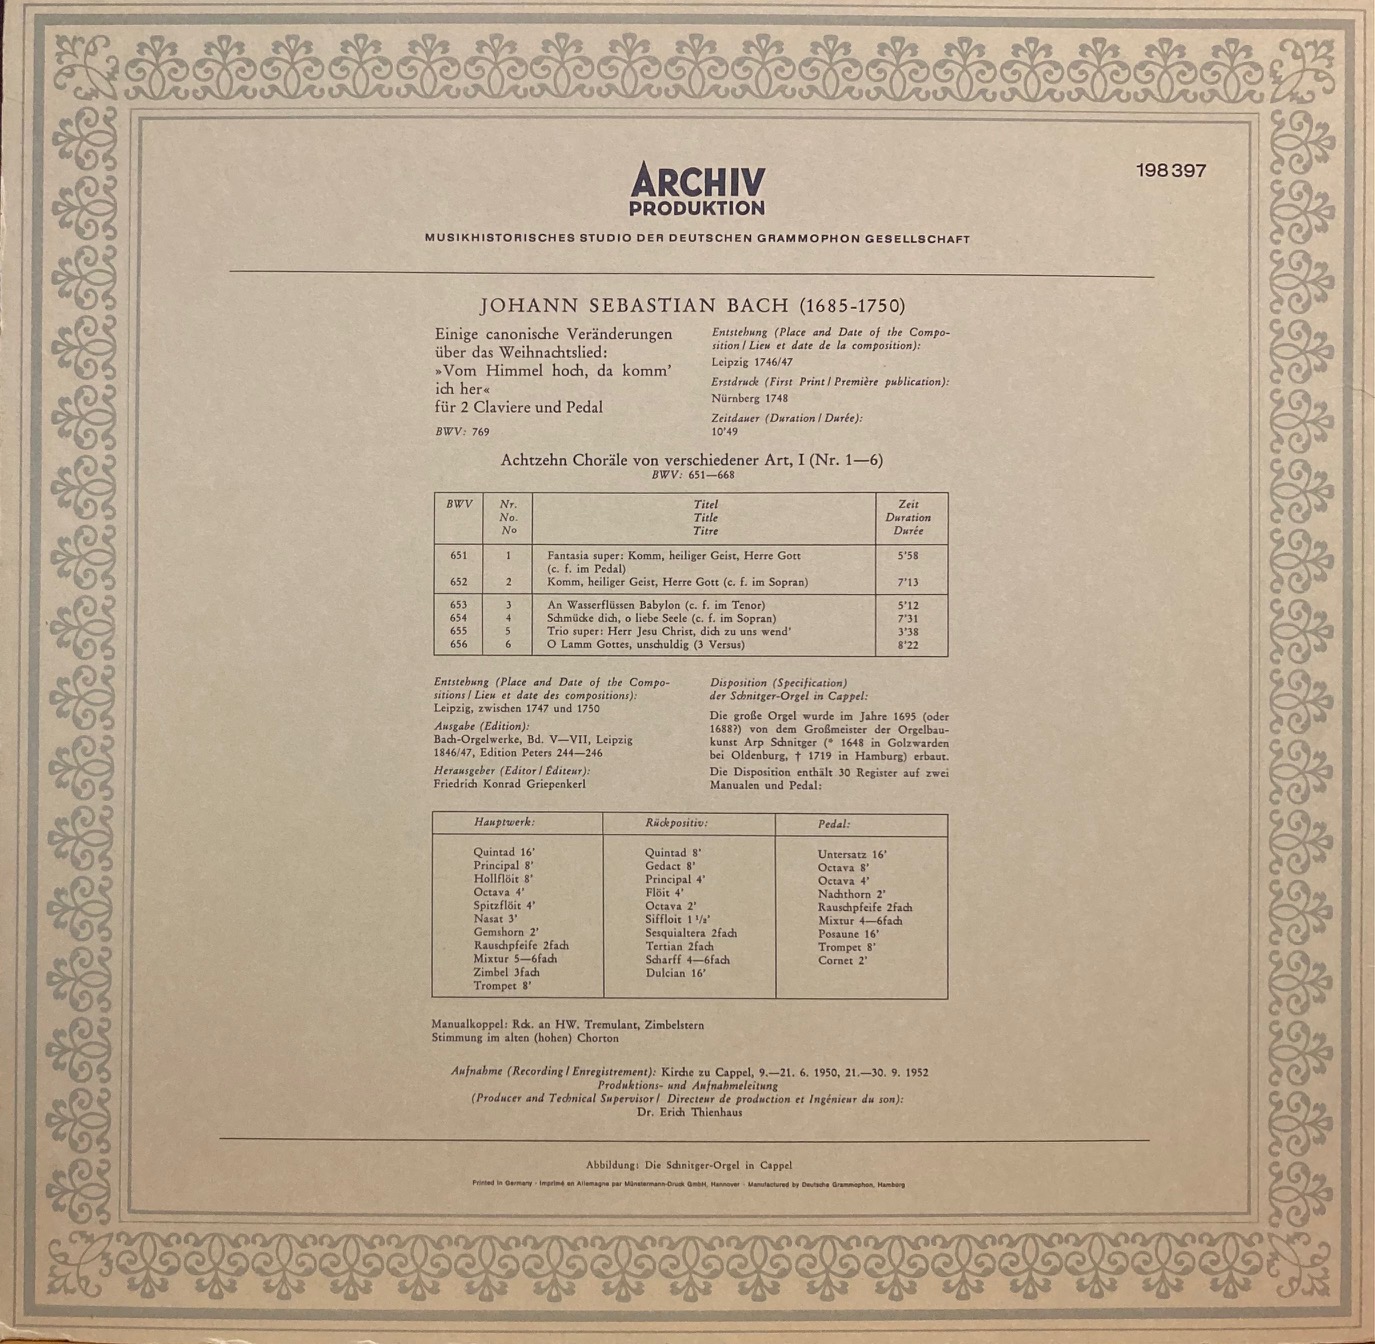 ARCHIV
PRODUKTION
198 397
MUSIKHISTORISCHES STUDIO DER DEUTSCHEN GRAMMOPHON GESELLSCHAFT
JOHANN SEBASTIAN BACH (1685-1750)
Einige canonische Veränderungen
über das Weihnachtslied:
»Vom Himmel hoch, da komm’
ich her«
für 2 Claviere und Pedal
BWV: 769
Entstehung (Place and Date of the Compo-
sition / Lieu et date de la composition):
Leipzig 1746/47
Erstdruck (First Print / Première publication):
Nürnberg 1748
Zeitdauer (Duration / Durée):
10'49
Achtzehn Choräle von verschiedener Art, I (Nr. 1—6)
BWV: 651—668
BWV Nr. Titel Zeit
No. Title Duration
No Titre Durée
651 1 Fantasia super: Komm, heiliger Geist, Herre Gott 5'58
(c. f. im Pedal)
652 2 Komm, heiliger Geist, Herre Gott (c. f. im Sopran) 7'13
653 3 An Wasserflüssen Babylon (c. f. im Tenor) 5'12
654 4 Schmücke dich, o liebe Seele (c. f. im Sopran) 7'31
655 5 Trio super: Herr Jesu Christ, dich zu uns wend' 3'38
656 6 O Lamm Gottes, unschuldig (3 Versus) 8'22
Entstehung (Place and Date of the Compo-
sitions / Lieu et date des compositions):
Leipzig, zwischen 1747 und 1750
Ausgabe (Edition):
Bach-Orgelwerke, Bd. V—VII, Leipzig
1846/47, Edition Peters 244—246
Herausgeber (Editor / Éditeur):
Friedrich Konrad Griepenkerl
Disposition (Specification)
der Schnitger-Orgel in Cappel:
Die große Orgel wurde im Jahre 1695 (oder
1688?) von dem Großmeister der Orgelbau-
kunst Arp Schnitger (* 1648 in Golzwarden
bei Oldenburg, † 1719 in Hamburg) erbaut.
Die Disposition enthält 30 Register auf zwei
Manualen und Pedal:
Hauptwerk:
Quintad 16'
Principal 8'
Hollflöit 8'
Octava 4'
Spitzflöit 4'
Nasat 3'
Gemshorn 2'
Rauschpfeife 2fach
Mixtur 5—6fach
Zimbel 3fach
Trompet 8'
Rückpositiv:
Quintad 8'
Gedact 8'
Principal 4'
Flöit 4'
Octava 2'
Siffloit 1 1/2'
Sesquialtera 2fach
Tertian 2fach
Scharff 4—6fach
Dulcian 16'
Pedal:
Untersatz 16'
Octava 8'
Octava 4'
Nachthorn 2'
Rauschpfeife 2fach
Mixtur 4—6fach
Posaune 16'
Trompet 8'
Cornet 2'
Manualkoppel: Rck. an HW. Tremulant, Zimbelstern
Stimmung im alten (hohen) Chorton
Aufnahme (Recording / Enregistrement): Kirche zu Cappel, 9.—21. 6. 1950, 21.—30. 9. 1952
Produktions- und Aufnahmeleitung
(Producer and Technical Supervisor / Directeur de production et Ingénieur du son):
Dr. Erich Thienhaus
Abbildung: Die Schnitger-Orgel in Cappel
Printed in Germany · Imprimé en Allemagne par Münstermann-Druck GmbH, Hannover · Manufactured by Deutsche Grammophon, Hamburg